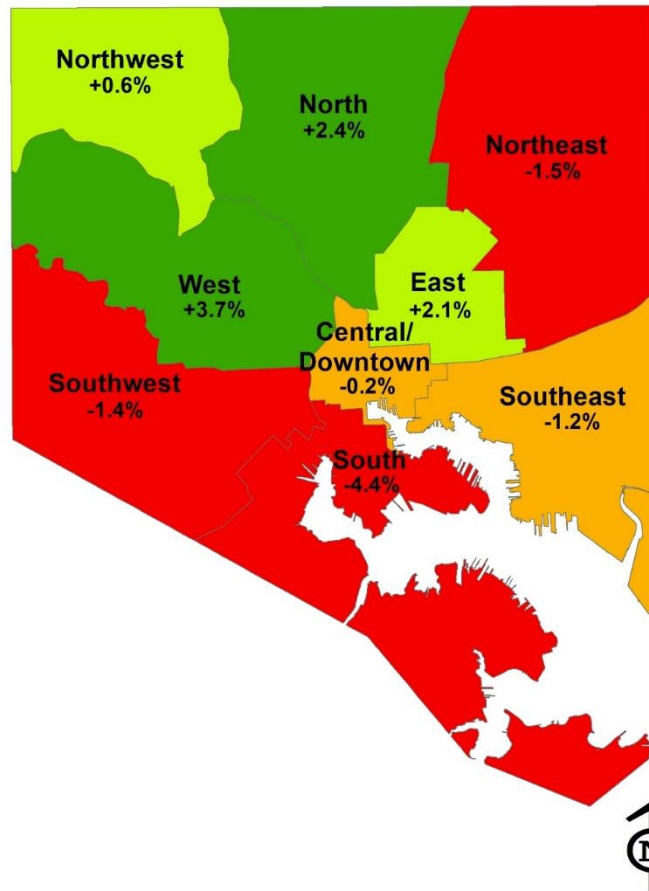 Northwest
+0.6%
North
+2.4%
Northeast
-1.5%
West
+3.7%
East
+2.1%
Central/
Downtown
-0.2%
Southwest
-1.4%
Southeast
-1.2%
South
-4.4%
N